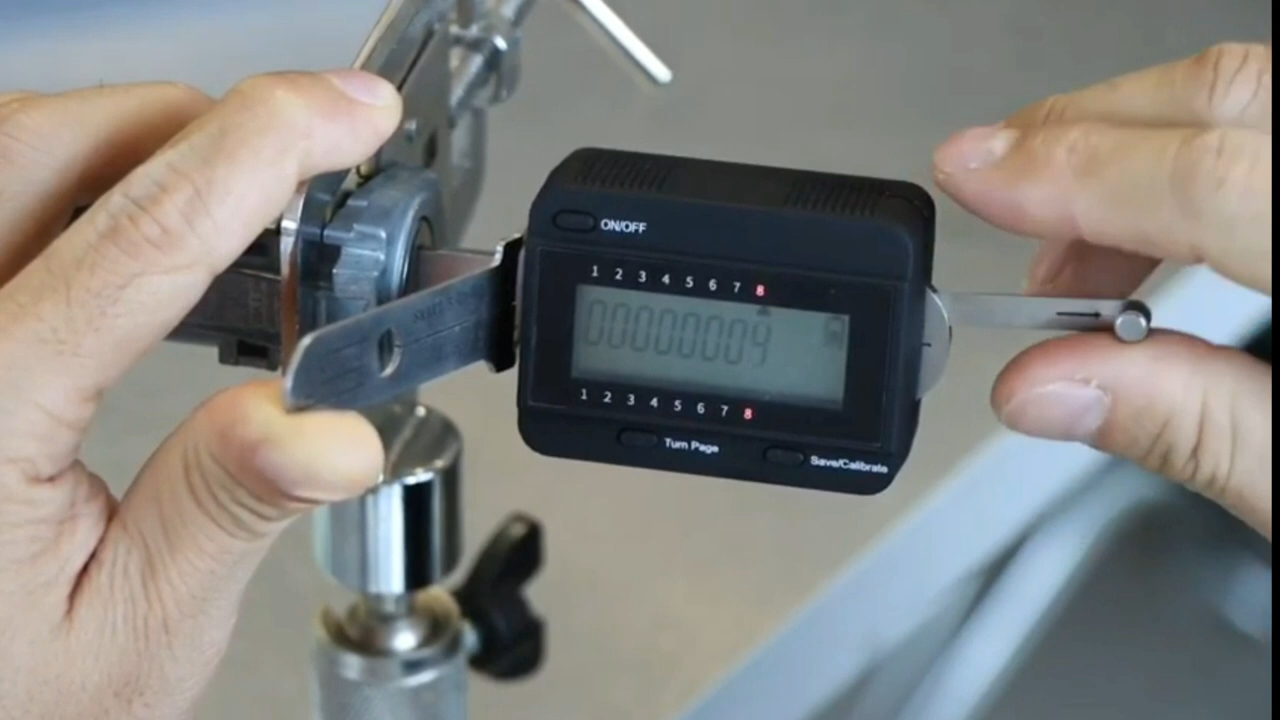 ON/OFF
1 2 3 4 5 6 7 8
00000009
1 2 3 4 5 6 7 8
Turn Page
Save/Calibrate